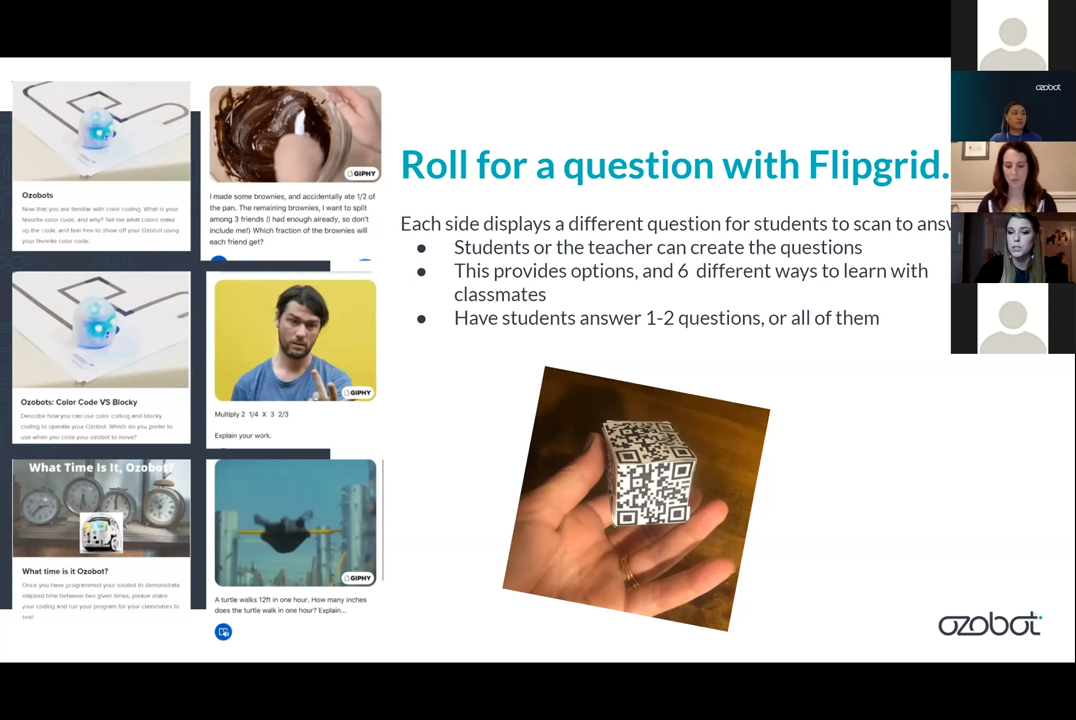 Ozobots
Now that you are familiar with color coding. What is your
favorite color code, and why? Tell me what colors make
up the code, and feel free to show off your Ozobot using
your favorite color code.
GIPHY
I made some brownies, and accidentally ate 1/2 of
the pan. The remaining brownies, I want to split
among 3 friends (I had enough already, so don't
include me!) Which fraction of the brownies will
each friend get?
Ozobots: Color Code VS Blocky
Describe how you can use color coding and blocky
coding to operate your Ozobot. Which do you prefer to
use when you code your ozobot to move?
GIPHY
Multiply 2 1/4 X 3 2/3
Explain your work.
What Time Is It, Ozobot?
What time is it Ozobot?
Once you have programmed your ozobot to demonstrate
elapsed time between two given times, please share
your coding and run your program for your classmates to
see!
GIPHY
A turtle walks 12ft in one hour. How many inches
does the turtle walk in one hour? Explain...
Roll for a question with Flipgrid.
Each side displays a different question for students to scan to answ
● Students or the teacher can create the questions
● This provides options, and 6 different ways to learn with
classmates
● Have students answer 1-2 questions, or all of them
ozobot
ozobot